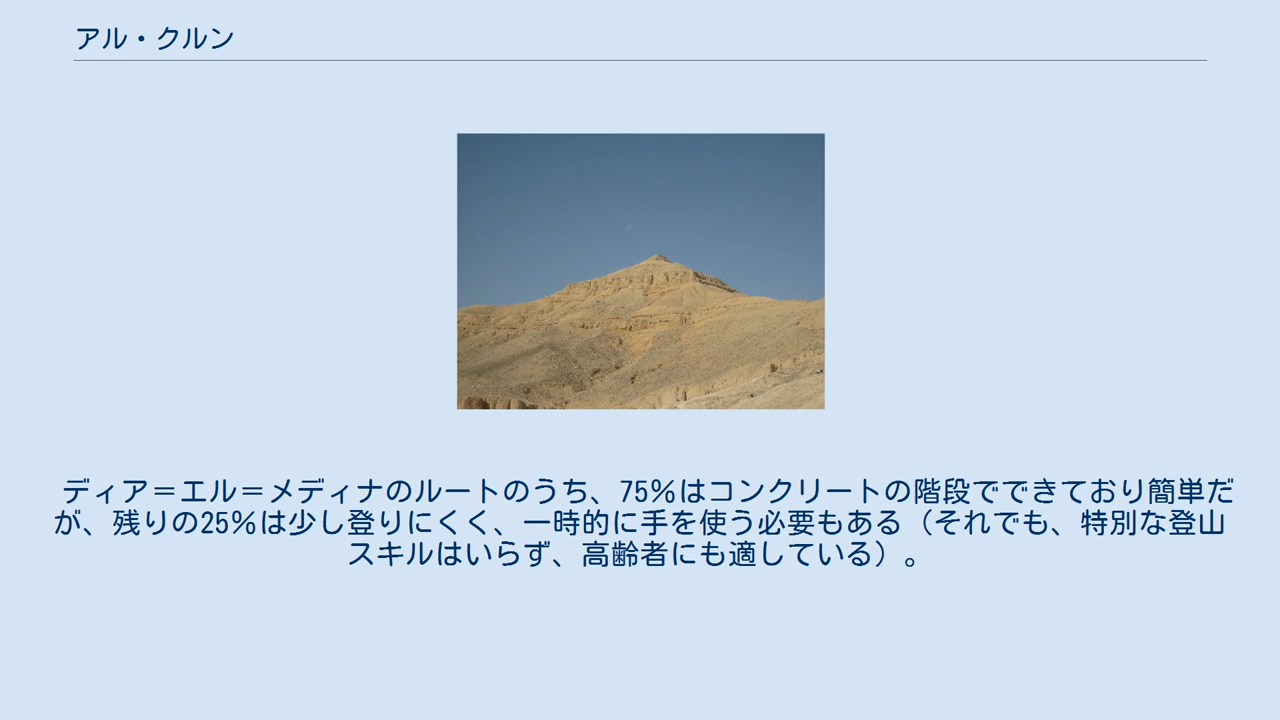 アル・クルン
ディア＝エル＝メディナのルートのうち、75％はコンクリートの階段でできており簡単だ
が、残りの25％は少し登りにくく、一時的に手を使う必要もある（それでも、特別な登山
スキルはいらず、高齢者にも適している）。